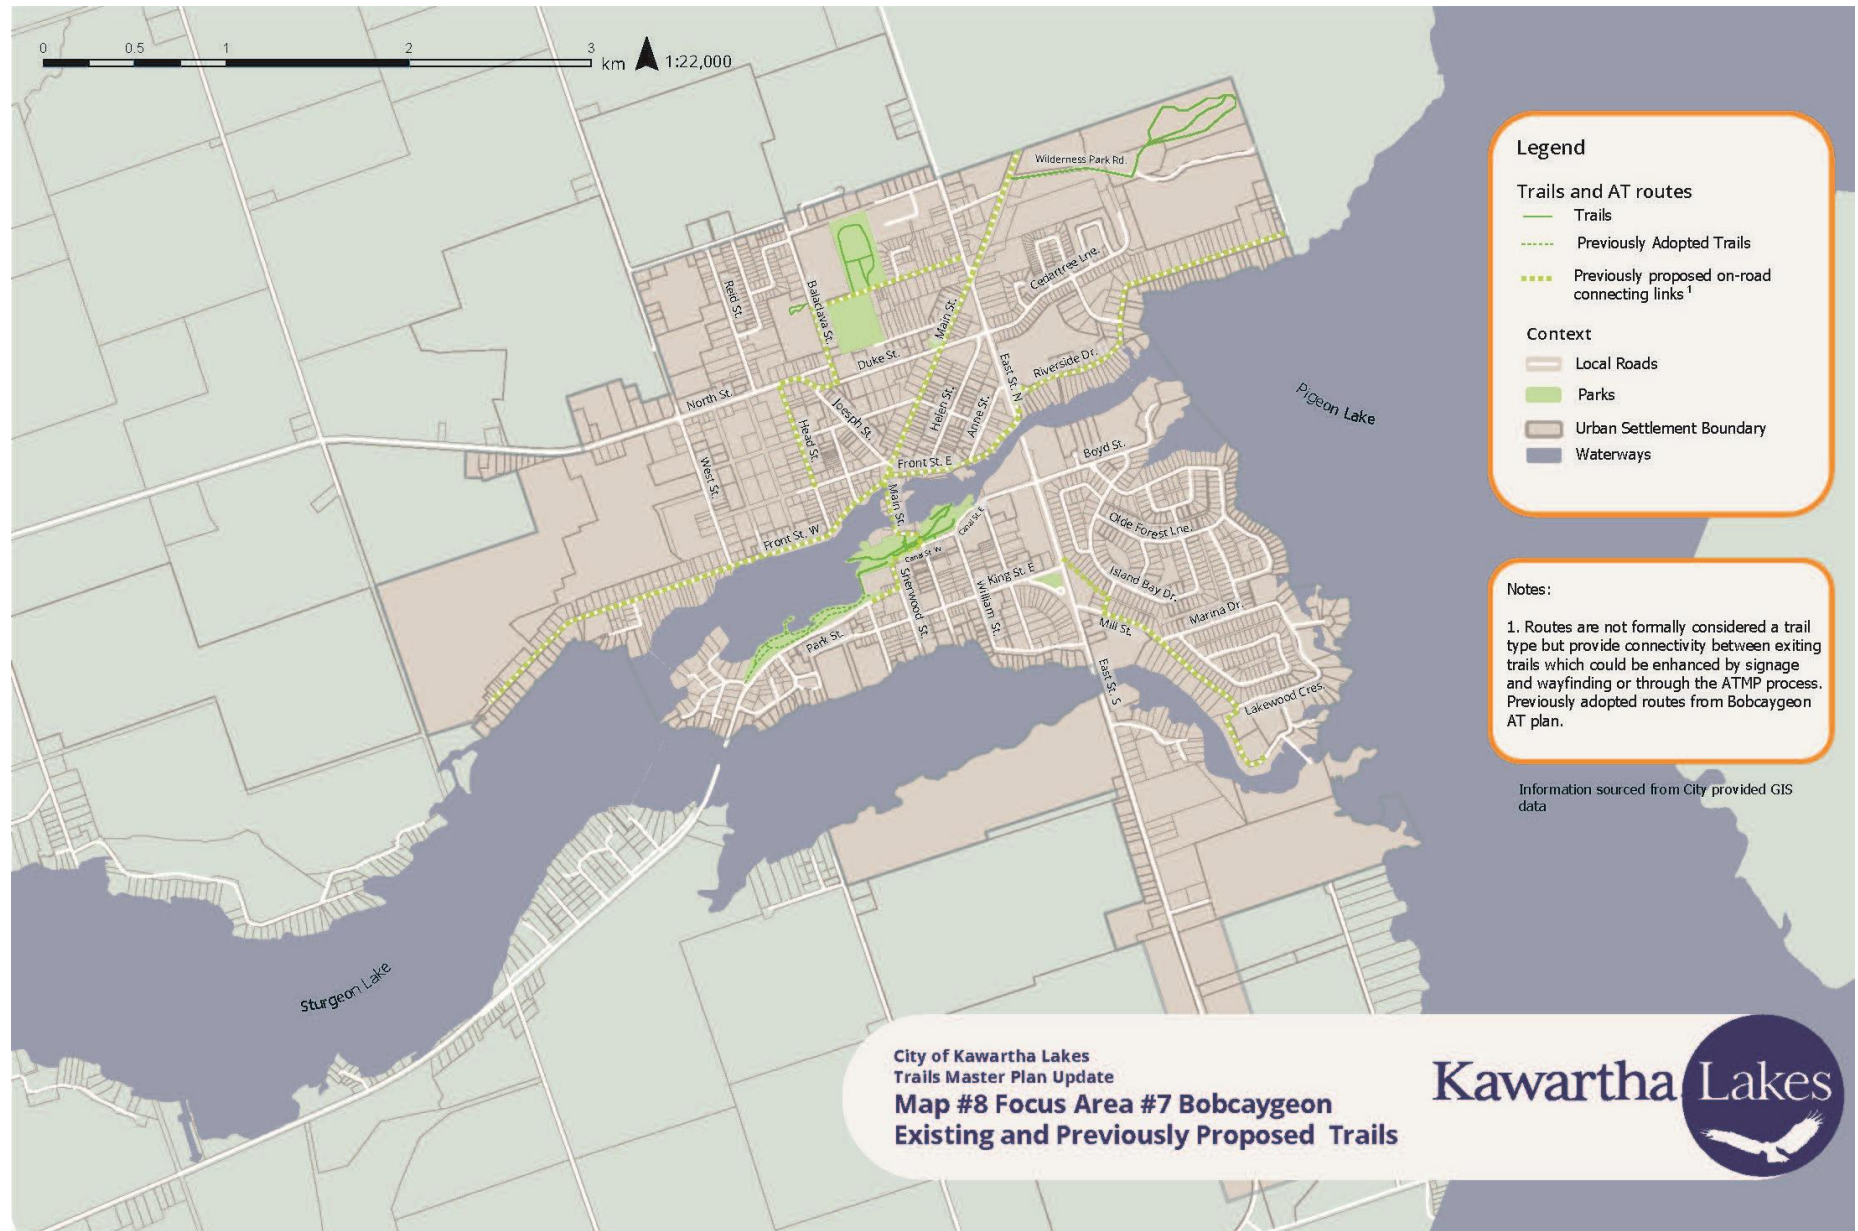 0 0.5 1 2 3
km 1:22,000
Wilderness Park Rd.
Cedartree Lne.
Reid St.
Balaclava St.
Main St.
Duke St.
East St. N
Riverside Dr.
North St.
Joesph St.
Helen St.
Anne St.
Head St.
West St.
Front St. E
Boyd St.
Main St.
Front St. W
Canal St. E
Canal St. W
Olde Forest Lne.
King St. E
Island Bay Dr.
Sherwood St.
William St.
Marina Dr.
Mill St.
Park St.
East St. S
Lakewood Cres.
Pigeon Lake
Sturgeon Lake
Legend
Trails and AT routes
Trails
Previously Adopted Trails
Previously proposed on-road
connecting links 1
Context
Local Roads
Parks
Urban Settlement Boundary
Waterways
Notes:
1. Routes are not formally considered a trail
type but provide connectivity between exiting
trails which could be enhanced by signage
and wayfinding or through the ATMP process.
Previously adopted routes from Bobcaygeon
AT plan.
Information sourced from City provided GIS
data
City of Kawartha Lakes
Trails Master Plan Update
Map #8 Focus Area #7 Bobcaygeon
Existing and Previously Proposed Trails
Kawartha Lakes